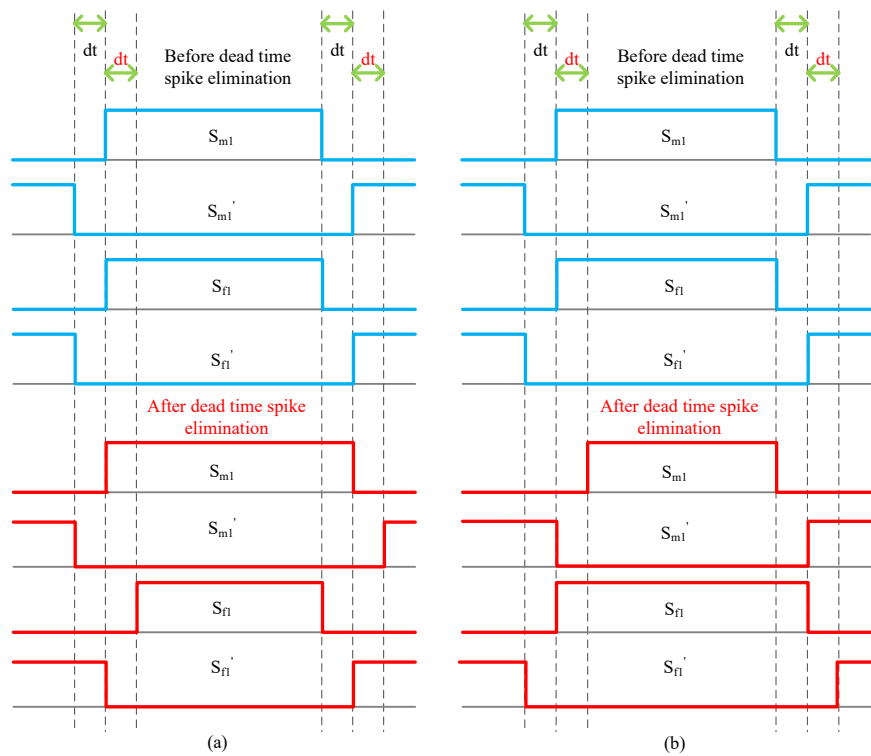 dt
dt
Before dead time
spike elimination
dt
dt
S_m1
S_m1'
S_f1
S_f1'
After dead time spike
elimination
S_m1
S_m1'
S_f1
S_f1'
(a)
dt
dt
Before dead time
spike elimination
dt
dt
S_m1
S_m1'
S_f1
S_f1'
After dead time spike
elimination
S_m1
S_m1'
S_f1
S_f1'
(b)